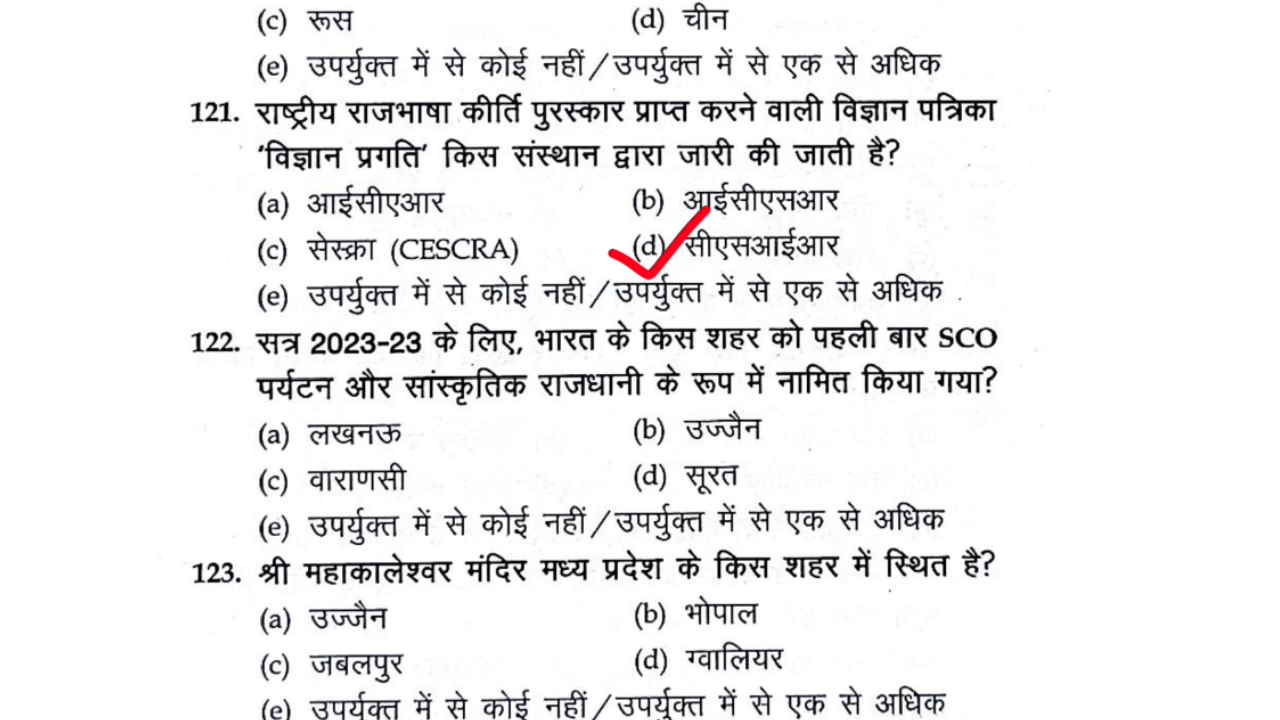 (c) रूस (d) चीन
(e) उपर्युक्त में से कोई नहीं/उपर्युक्त में से एक से अधिक
121. राष्ट्रीय राजभाषा कीर्ति पुरस्कार प्राप्त करने वाली विज्ञान पत्रिका
'विज्ञान प्रगति' किस संस्थान द्वारा जारी की जाती है?
(a) आईसीएआर (b) आईसीएसआर
(c) सेस्क्रा (CESCRA) (d) सीएसआईआर
(e) उपर्युक्त में से कोई नहीं/उपर्युक्त में से एक से अधिक
122. सत्र 2023-23 के लिए, भारत के किस शहर को पहली बार SCO
पर्यटन और सांस्कृतिक राजधानी के रूप में नामित किया गया?
(a) लखनऊ (b) उज्जैन
(c) वाराणसी (d) सूरत
(e) उपर्युक्त में से कोई नहीं/उपर्युक्त में से एक से अधिक
123. श्री महाकालेश्वर मंदिर मध्य प्रदेश के किस शहर में स्थित है?
(a) उज्जैन (b) भोपाल
(c) जबलपुर (d) ग्वालियर
(e) उपर्युक्त में से कोई नहीं/उपर्युक्त में से एक से अधिक